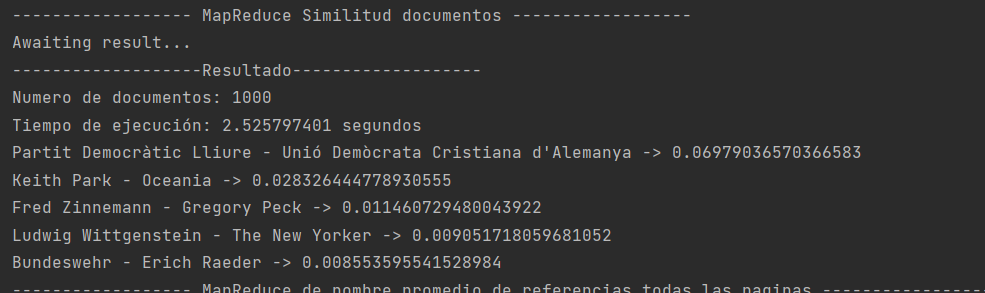 ------------------ MapReduce Similitud documentos ------------------
Awaiting result...
-------------------Resultado-------------------
Numero de documentos: 1000
Tiempo de ejecución: 2.525797401 segundos
Partit Democràtic Lliure - Unió Demòcrata Cristiana d'Alemanya -> 0.06979036570366583
Keith Park - Oceania -> 0.028326444778930555
Fred Zinnemann - Gregory Peck -> 0.011460729480043922
Ludwig Wittgenstein - The New Yorker -> 0.009051718059681052
Bundeswehr - Erich Raeder -> 0.008553595541528984
------------------ MapReduce de nombre promedio de referencias todas las paginas -----------------